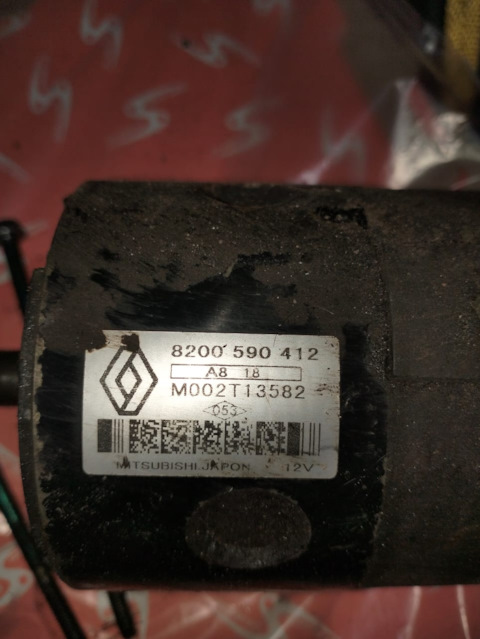 8200 590 412
A8 18
M002T13582
053
MITSUBISHI.JAPON 12V